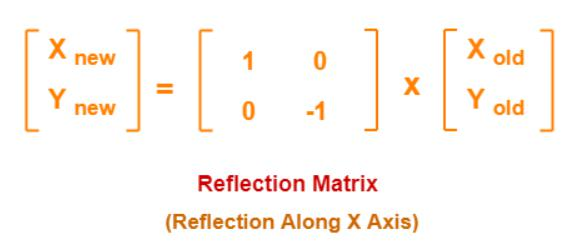 X new = 1 0 x X old
Y new 0 -1 Y old
Reflection Matrix
(Reflection Along X Axis)